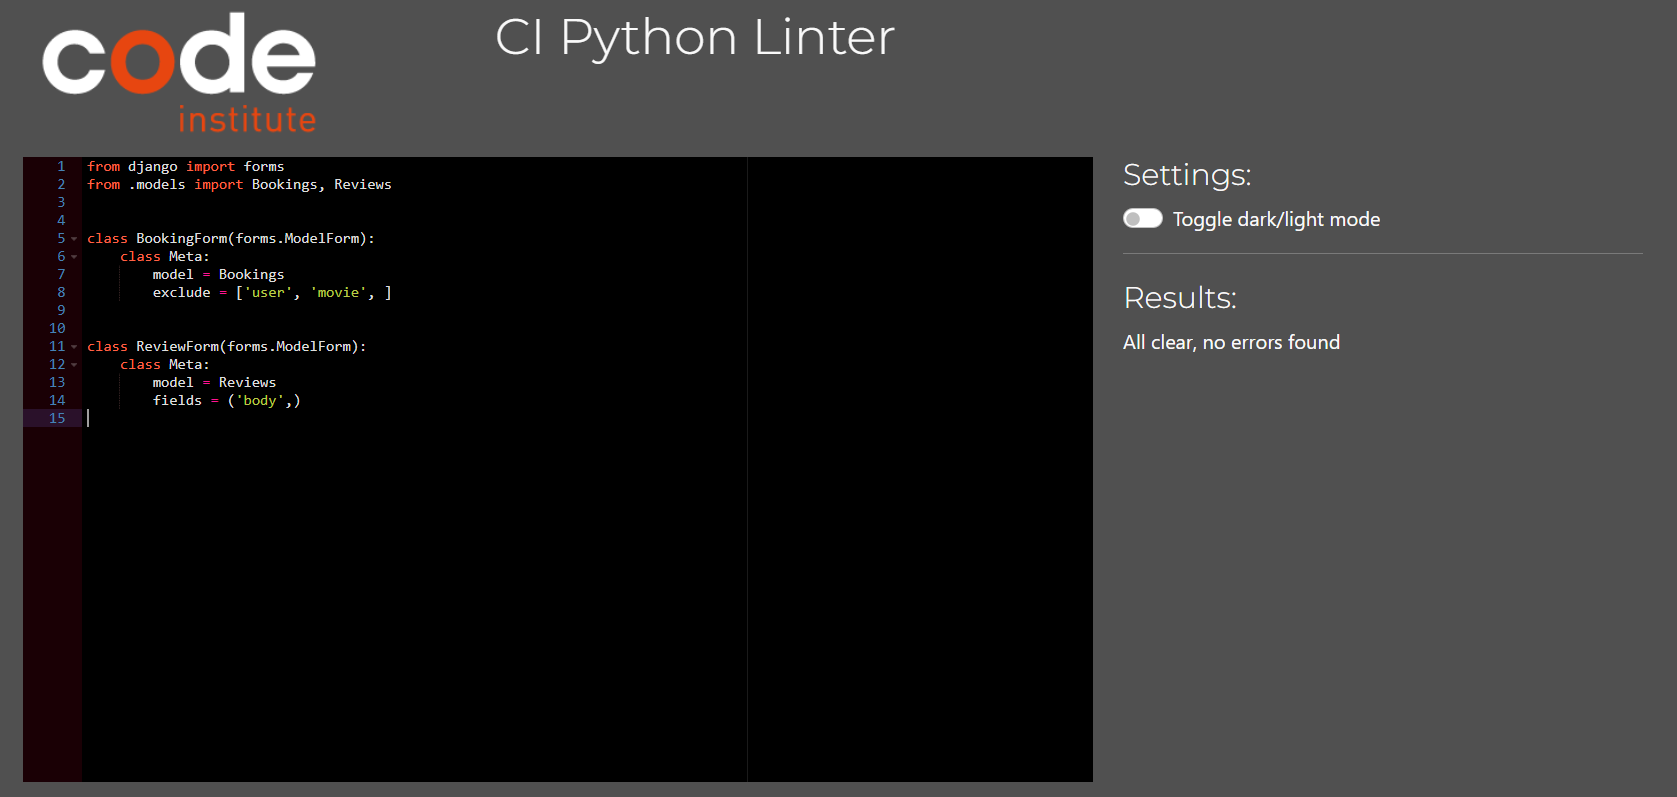 code
institute
CI Python Linter
1 from django import forms
2 from .models import Bookings, Reviews
3
4
5 class BookingForm(forms.ModelForm):
6     class Meta:
7         model = Bookings
8         exclude = ['user', 'movie', ]
9
10
11 class ReviewForm(forms.ModelForm):
12     class Meta:
13         model = Reviews
14         fields = ('body',)
15
Settings:
Toggle dark/light mode
Results:
All clear, no errors found